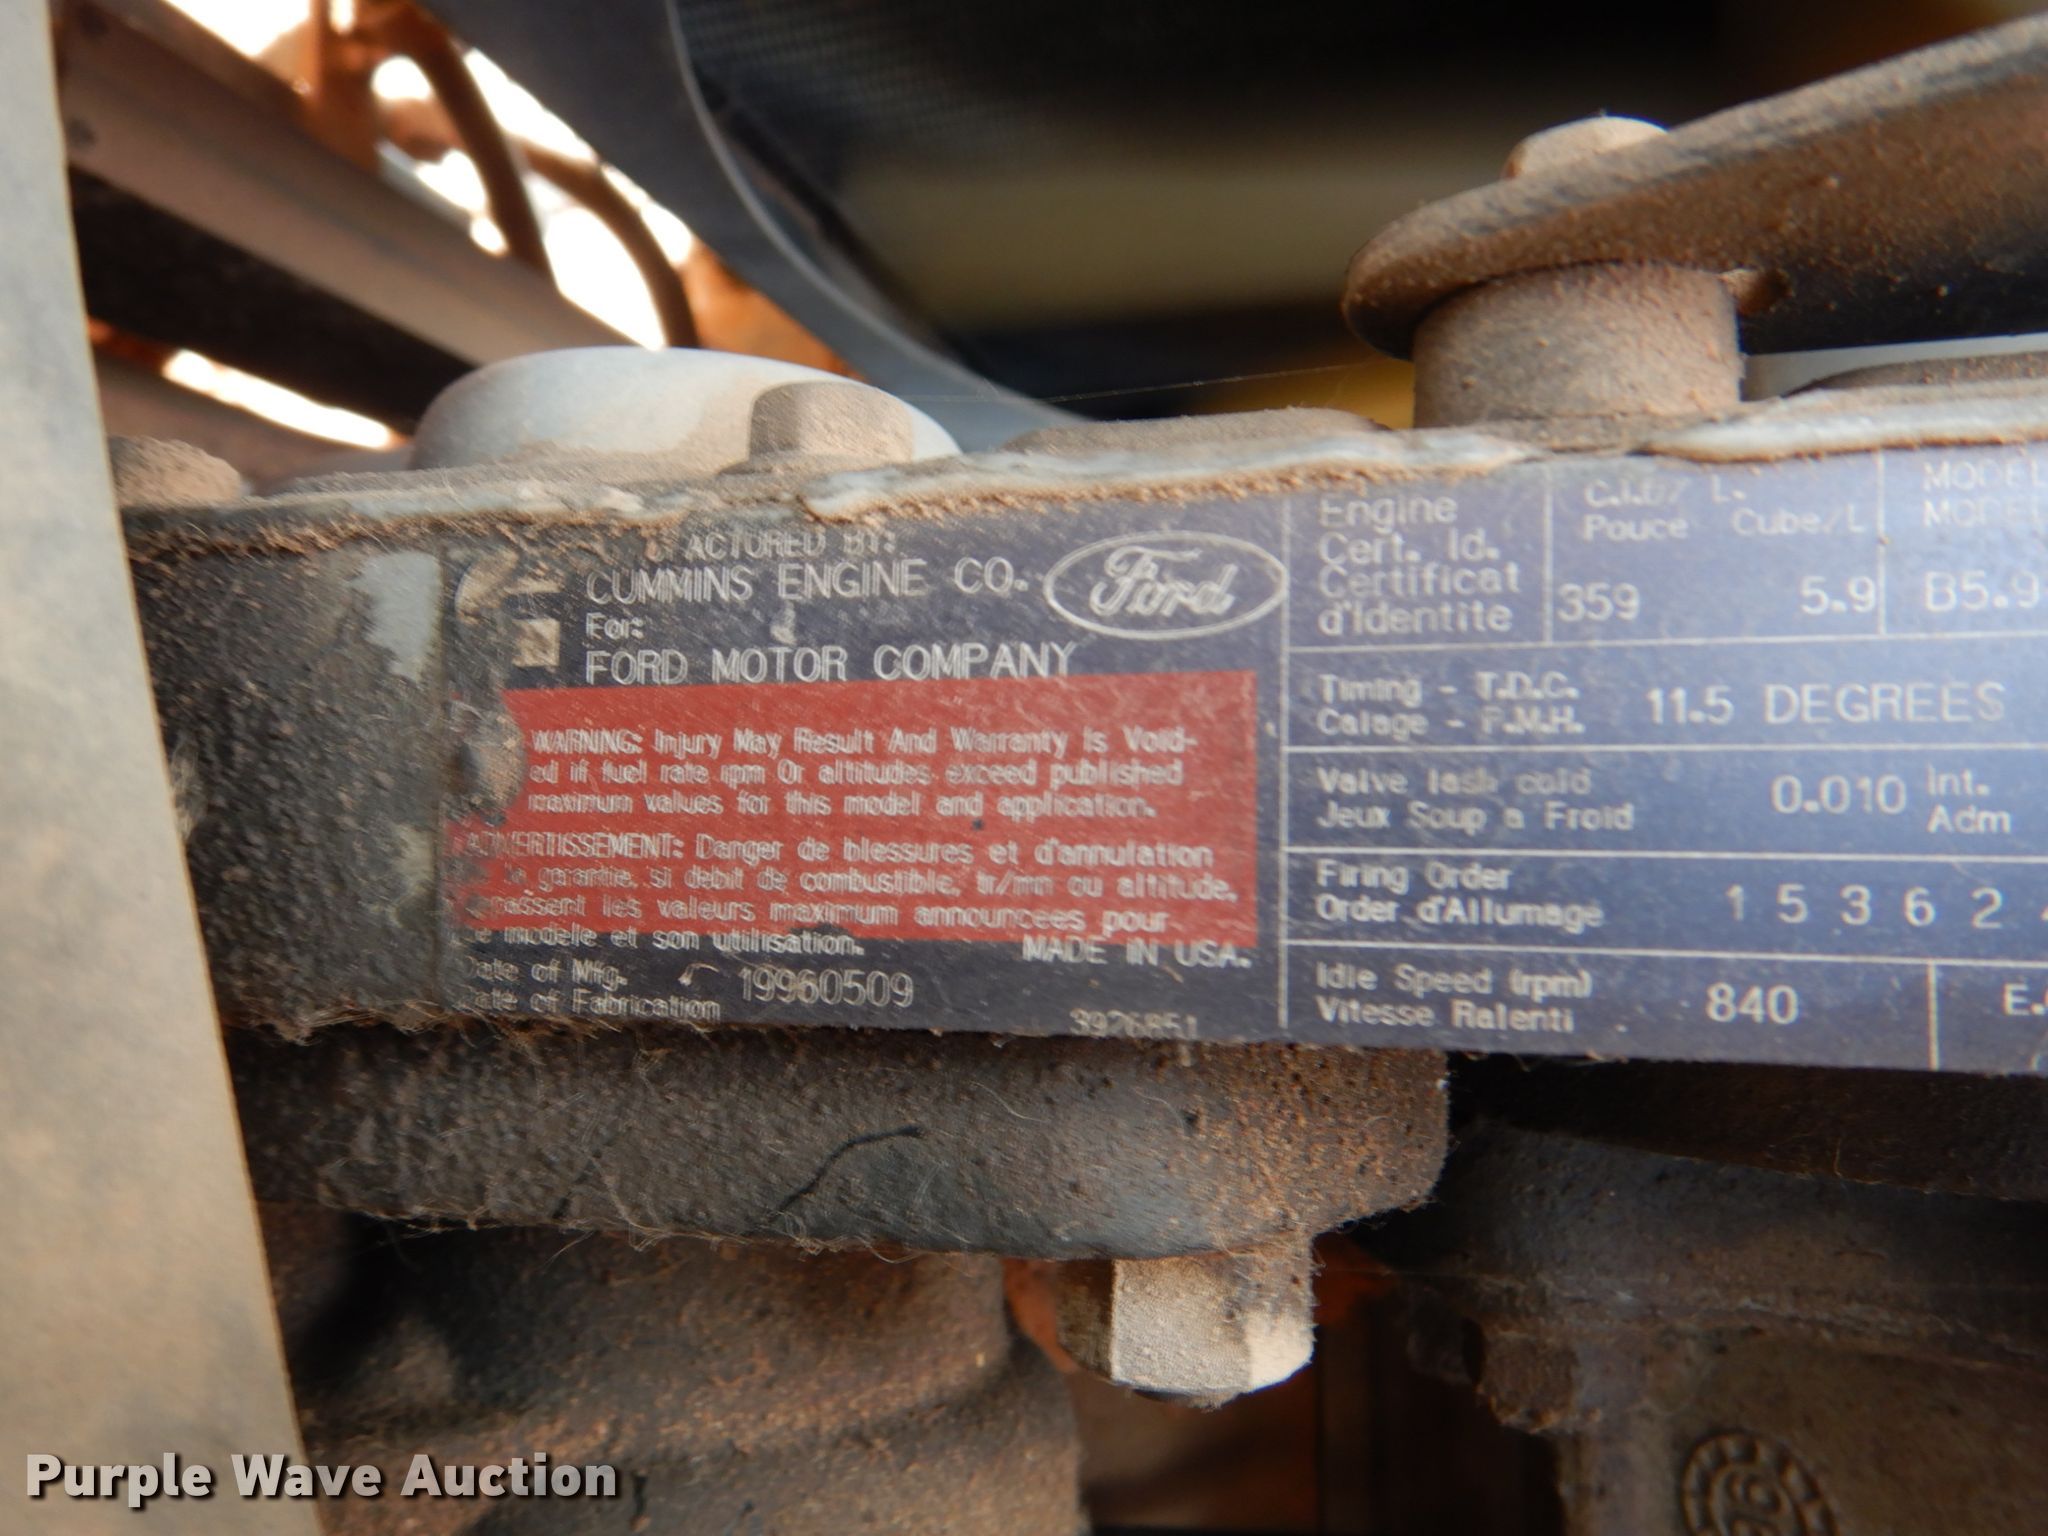 ACTURED BY:
CUMMINS ENGINE CO.
Ford
For:
FORD MOTOR COMPANY
WARNING: Injury May Result And Warranty Is Void-
ed if fuel rate rpm Or altitudes exceed published
maximum values for this model and application.
ADVERTISSEMENT: Danger de blessures et d'annulation
garantie, si debit de combustible, tr/mm ou altitude,
passent les valeurs maximum annoncees pour
modele et son utilisation.
MADE IN USA.
Date of Mfg.
Date of Fabrication
19960509
3926851
Engine
Cert. Id.
Certificat
d'Identite
C.I.D/ L.
Pouce Cube/L
359 5.9
MODEL
MODEL
B5.9
Timing - T.D.C.
Calage - P.M.H.
11.5 DEGREES
Valve lash cold
Jeux Soup a Froid
0.010 Int.
Adm
Firing Order
Order d'Allumage
1 5 3 6 2
Idle Speed (rpm)
Vitesse Ralenti
840
E.
Purple Wave Auction